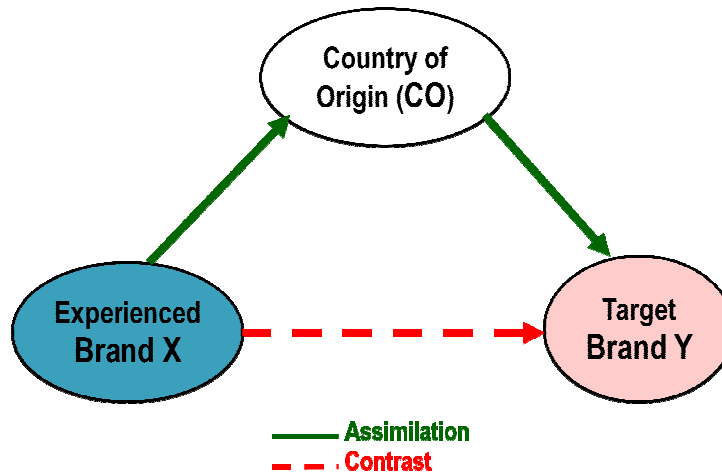 Country of
Origin (CO)
Experienced
Brand X
Target
Brand Y
Assimilation
Contrast